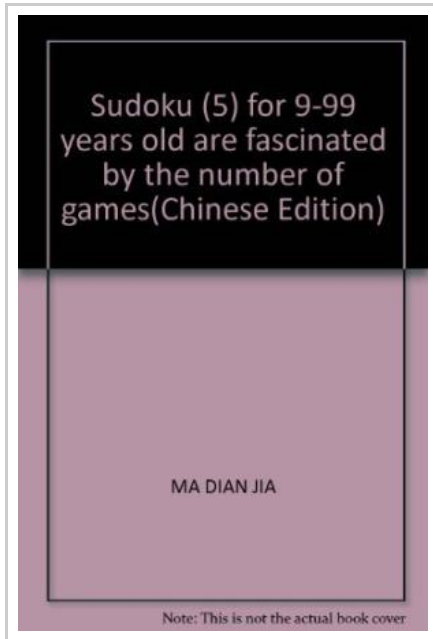 Sudoku (5) for 9-99
years old are fascinated
by the number of
games(Chinese Edition)
MA DIAN JIA
Note: This is not the actual book cover